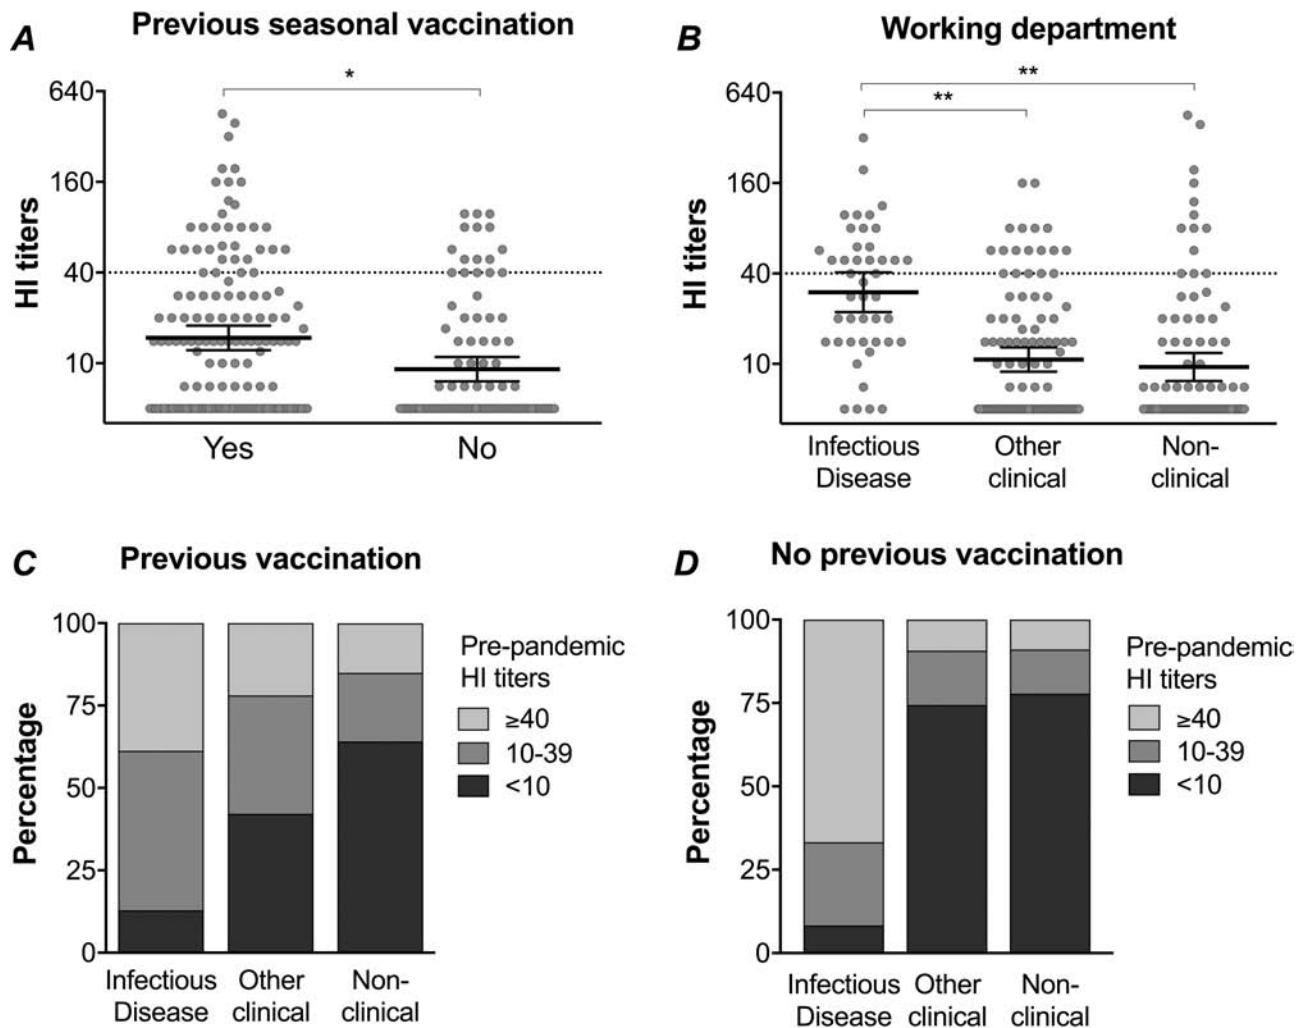 A
Previous seasonal vaccination
*
HI titers
640
160
40
10
Yes
No
B
Working department
**
**
HI titers
640
160
40
10
Infectious
Disease
Other
clinical
Non-
clinical
C
Previous vaccination
Percentage
100
75
50
25
0
Infectious
Disease
Other
clinical
Non-
clinical
Pre-pandemic
HI titers
≥40
10-39
<10
D
No previous vaccination
Percentage
100
75
50
25
0
Infectious
Disease
Other
clinical
Non-
clinical
Pre-pandemic
HI titers
≥40
10-39
<10